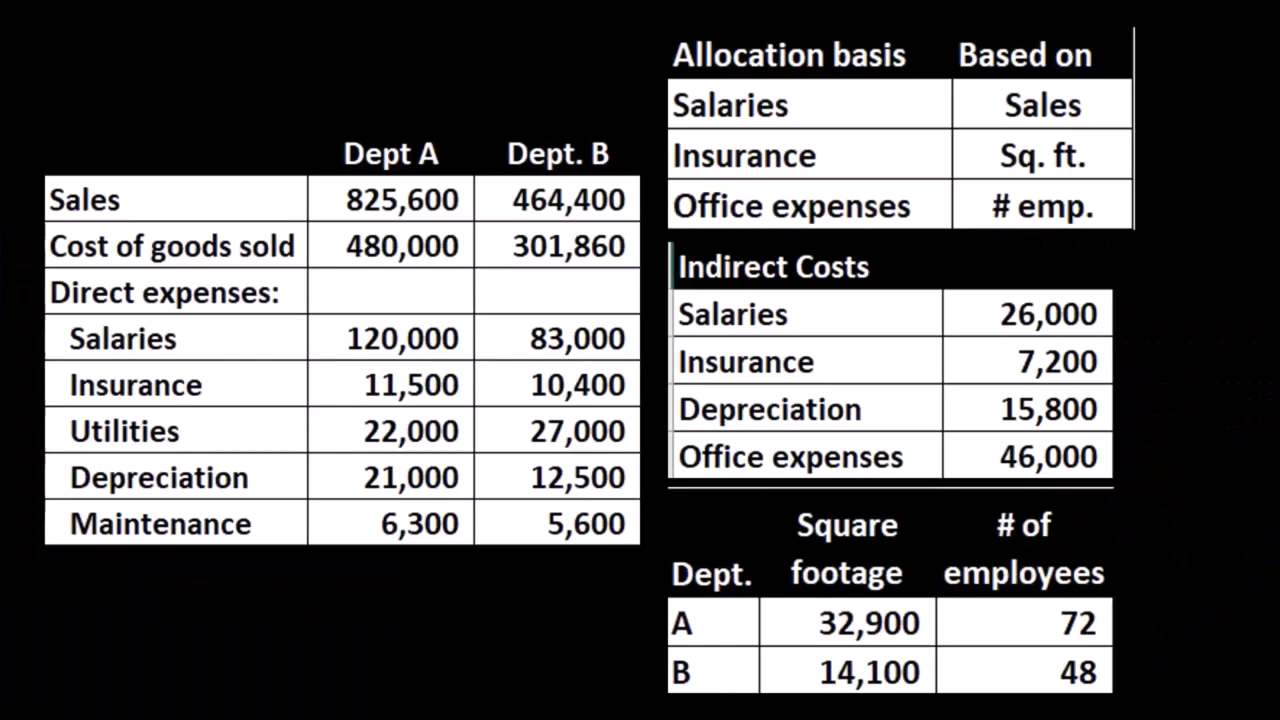 Dept A Dept. B
Sales 825,600 464,400
Cost of goods sold 480,000 301,860
Direct expenses:
Salaries 120,000 83,000
Insurance 11,500 10,400
Utilities 22,000 27,000
Depreciation 21,000 12,500
Maintenance 6,300 5,600
Allocation basis Based on
Salaries Sales
Insurance Sq. ft.
Office expenses # emp.
Indirect Costs
Salaries 26,000
Insurance 7,200
Depreciation 15,800
Office expenses 46,000
Square # of
Dept. footage employees
A 32,900 72
B 14,100 48